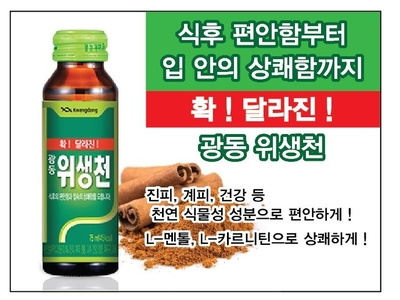 식후 편안함부터
입 안의 상쾌함까지
확 ! 달라진 !
광동 위생천
진피, 계피, 건강 등
천연 식물성 성분으로 편안하게 !
L-멘톨, L-카르니틴으로 상쾌하게 !
Kwangdong
확 ! 달라진 !
광동
위생천
75 ml